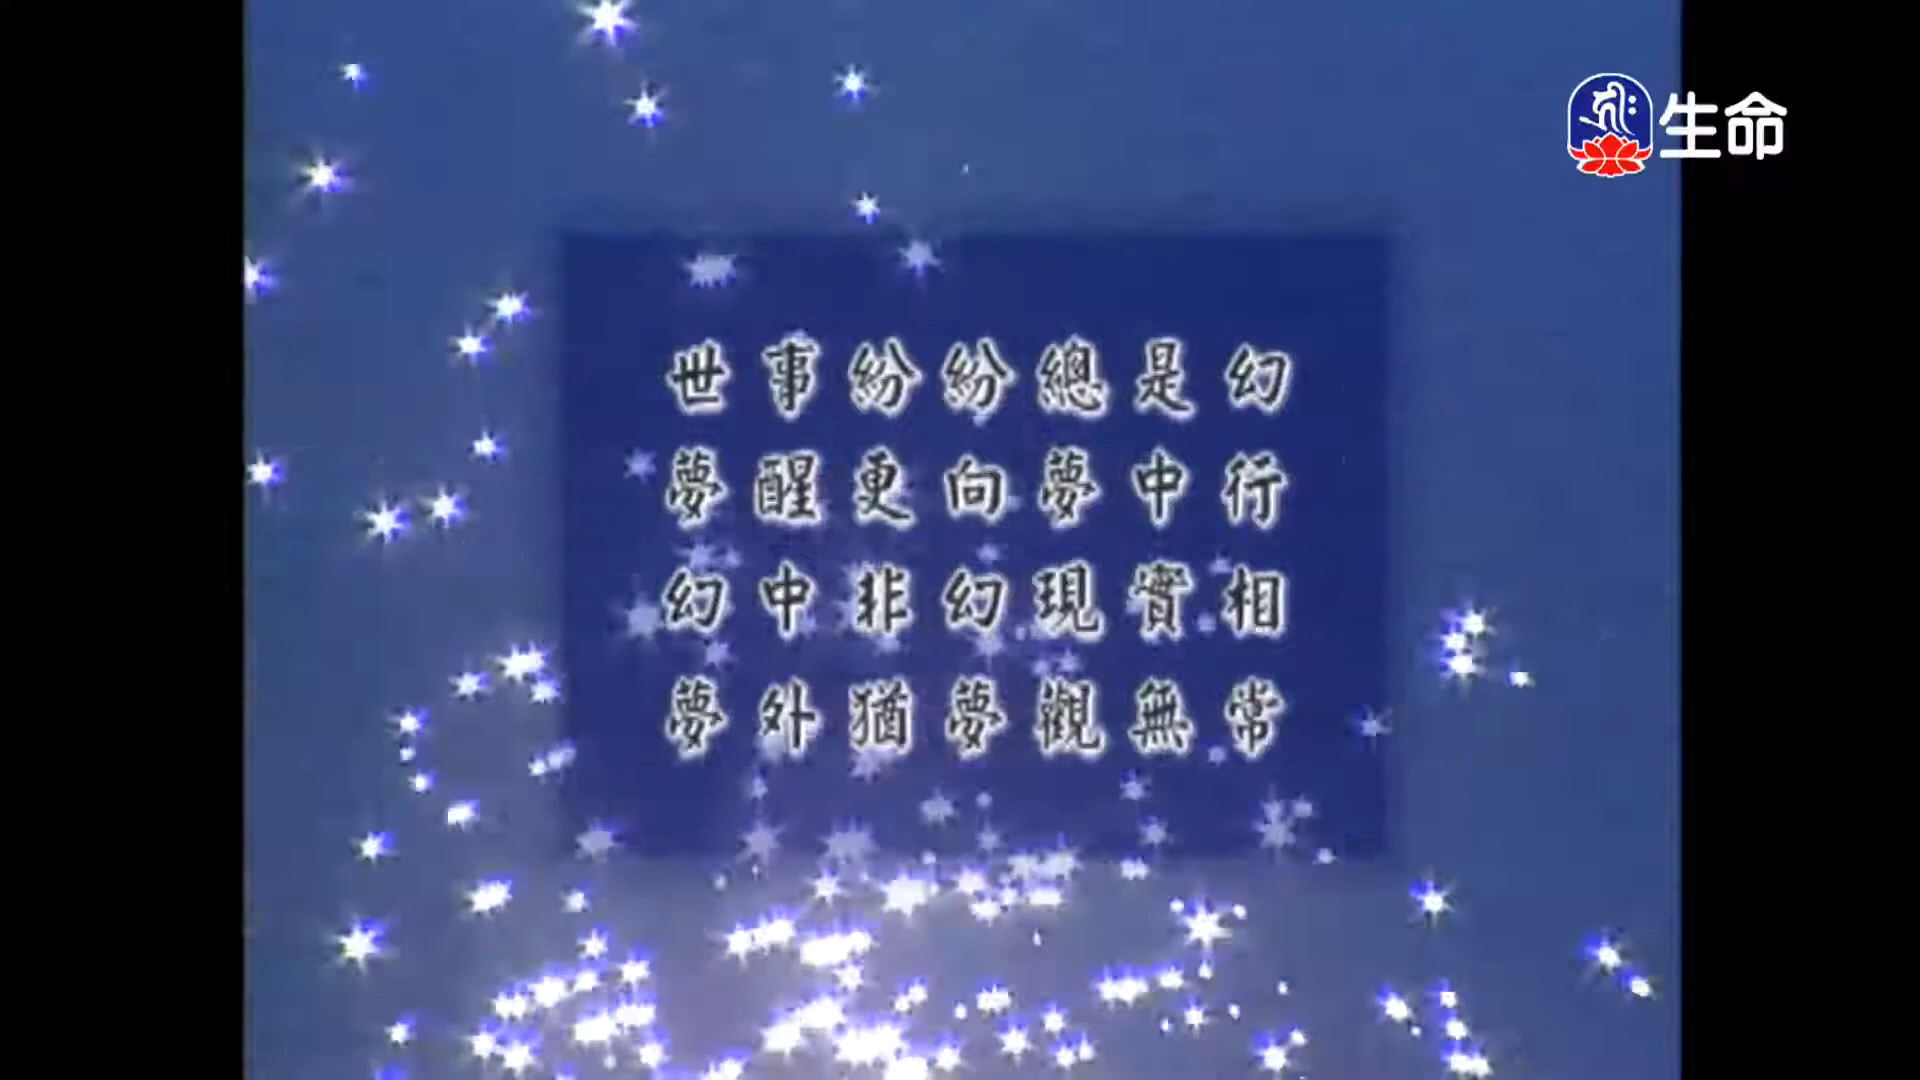 生命
世事紛紛總是幻
夢醒更向夢中行
幻中非幻現實相
夢外猶夢觀無常